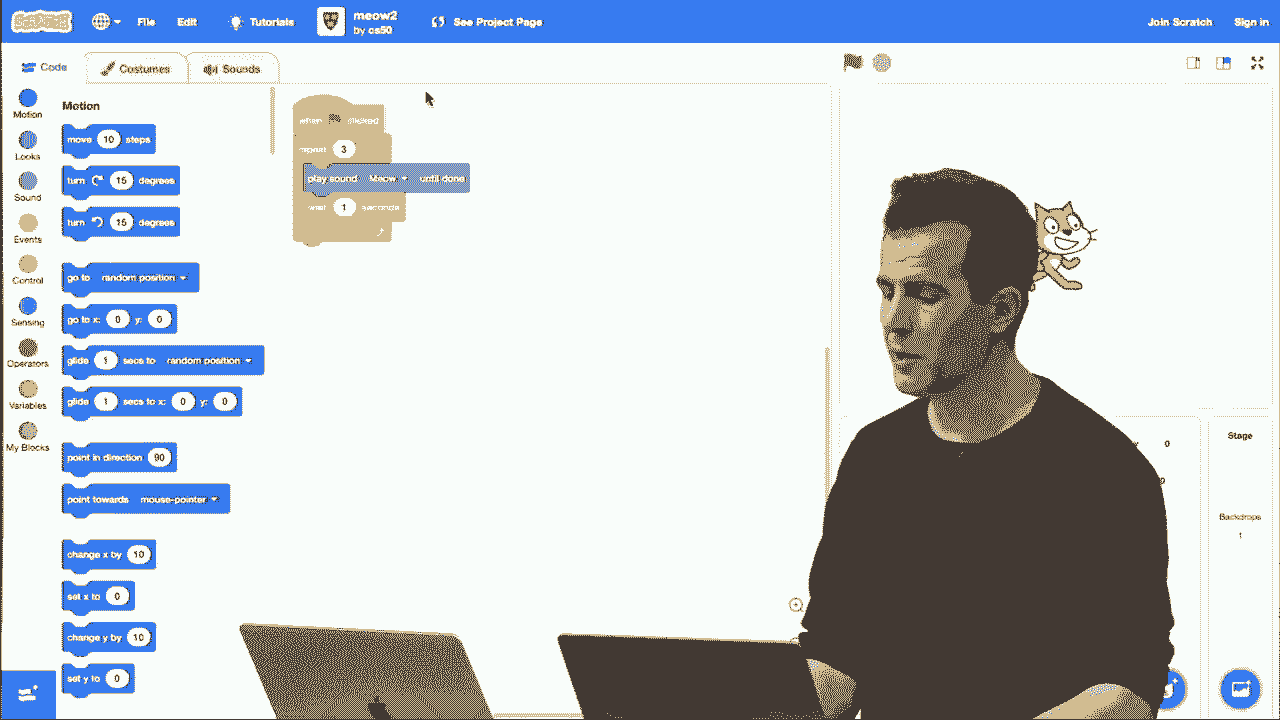 SCRATCH
File
Edit
Tutorials
meow2
by cs50
See Project Page
Join Scratch
Sign in
Code
Costumes
Sounds
Motion
Looks
Sound
Events
Control
Sensing
Operators
Variables
My Blocks
Motion
move 10 steps
turn 15 degrees
turn 15 degrees
go to random position
go to x: 0 y: 0
glide 1 secs to random position
glide 1 secs to x: 0 y: 0
point in direction 90
point towards mouse-pointer
change x by 10
set x to 0
change y by 10
set y to 0
when clicked
repeat 3
play sound Meow until done
wait 1 seconds
0
Stage
Backdrops
1